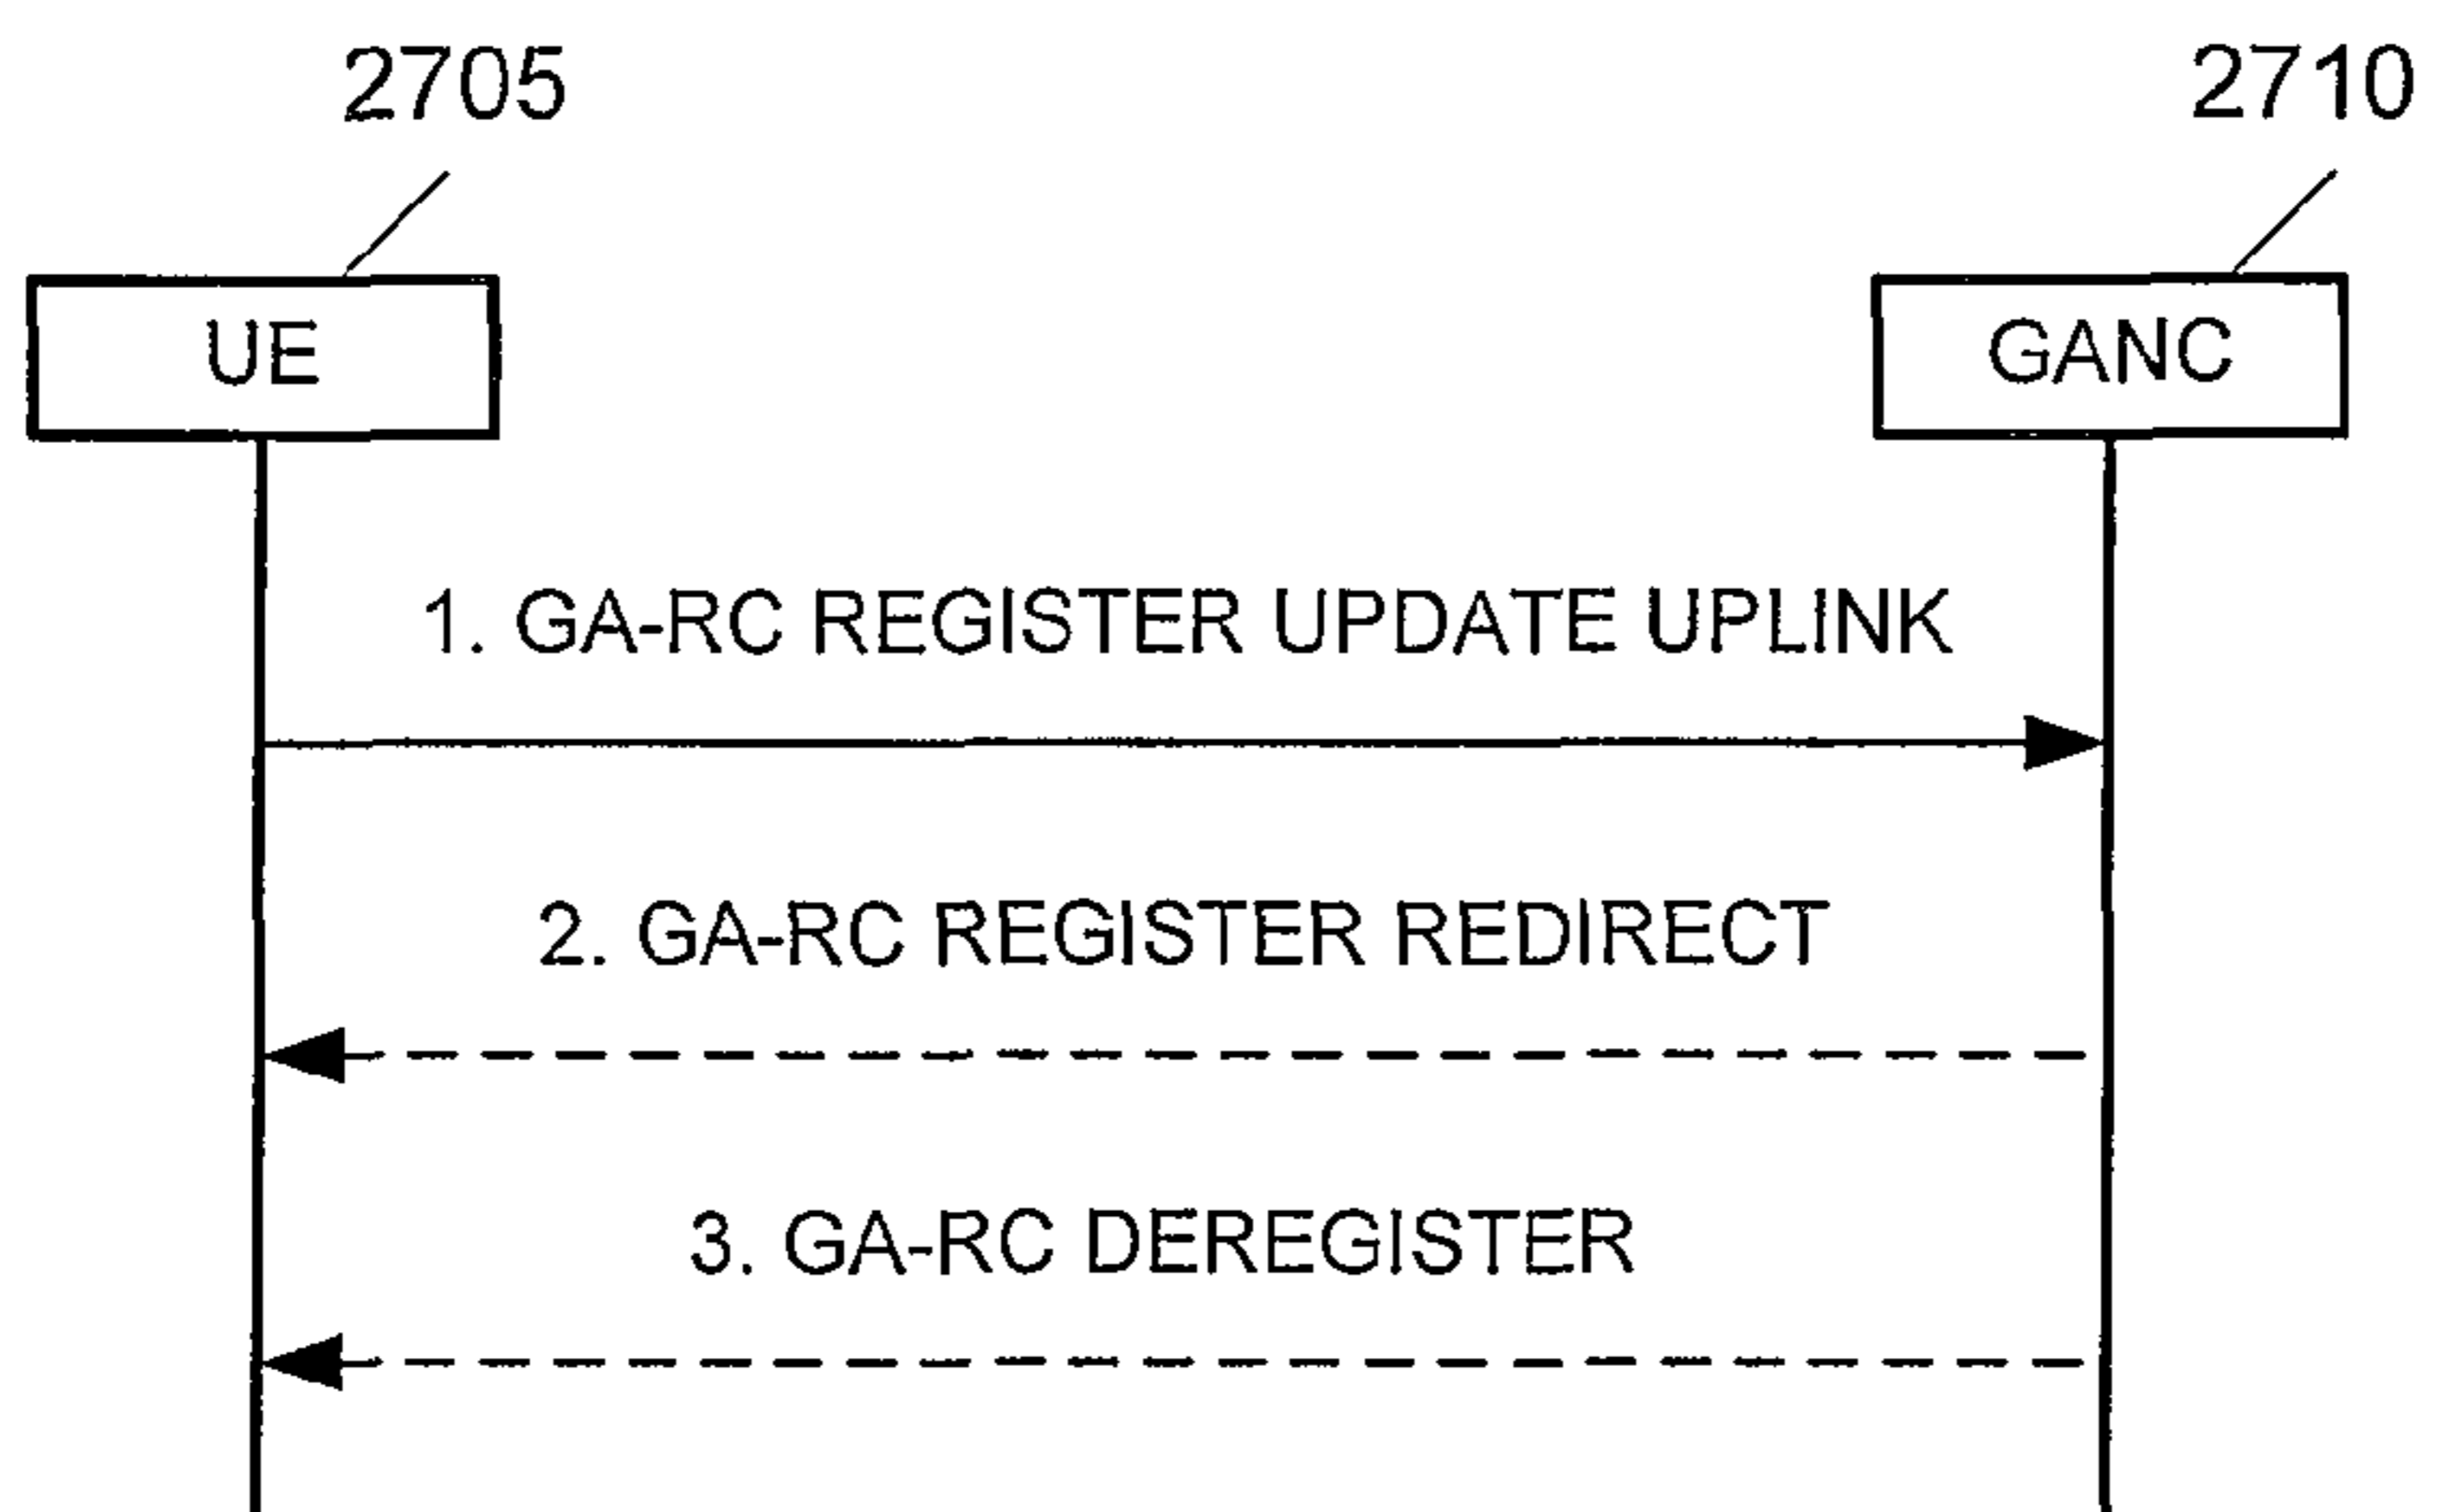 2705
2710
UE
GANC
1. GA-RC REGISTER UPDATE UPLINK
2. GA-RC REGISTER REDIRECT
3. GA-RC DEREGISTER